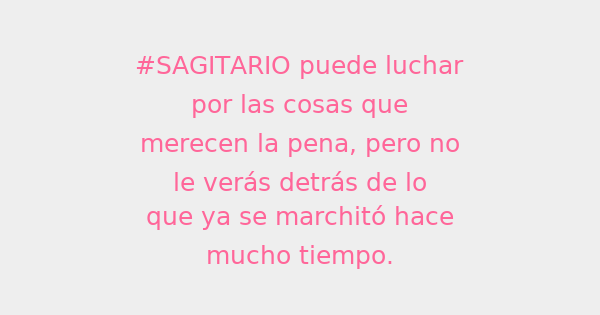 #SAGITARIO puede luchar
por las cosas que
merecen la pena, pero no
le verás detrás de lo
que ya se marchitó hace
mucho tiempo.